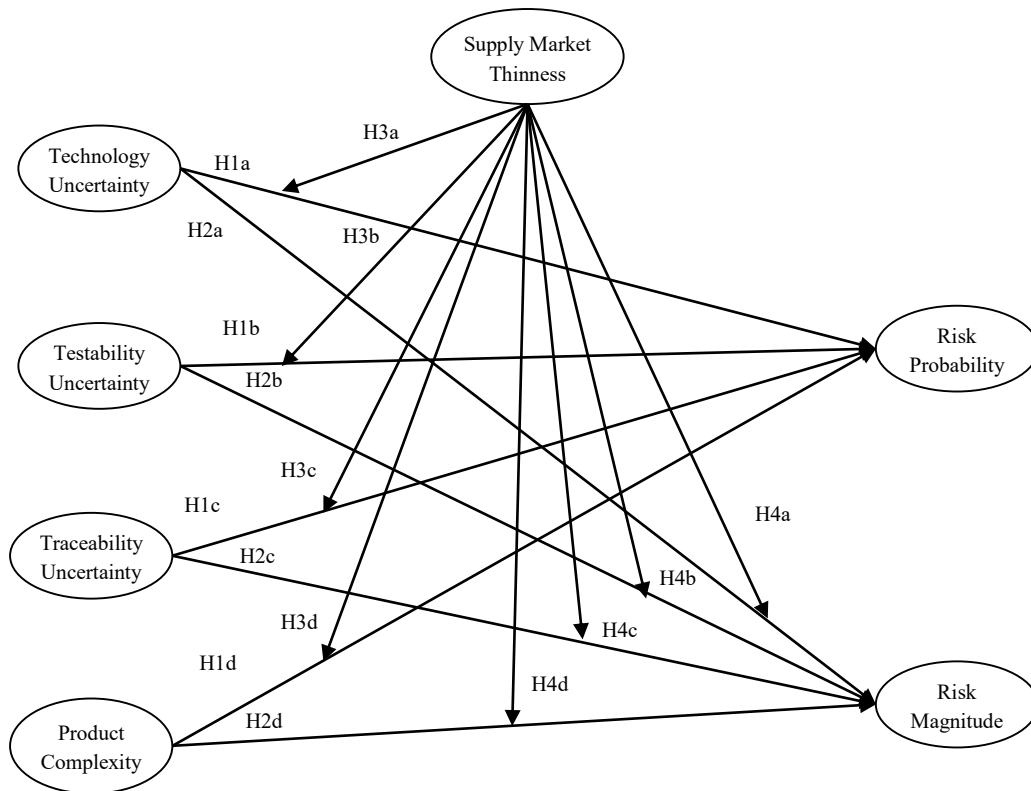 Supply Market
Thinness
H3a
Technology
Uncertainty
H1a
H2a
H3b
H1b
Testability
Uncertainty
H2b
Risk
Probability
H3c
H1c
Traceability
Uncertainty
H2c
H4a
H4b
H4c
H3d
H1d
H4d
H2d
Product
Complexity
Risk
Magnitude